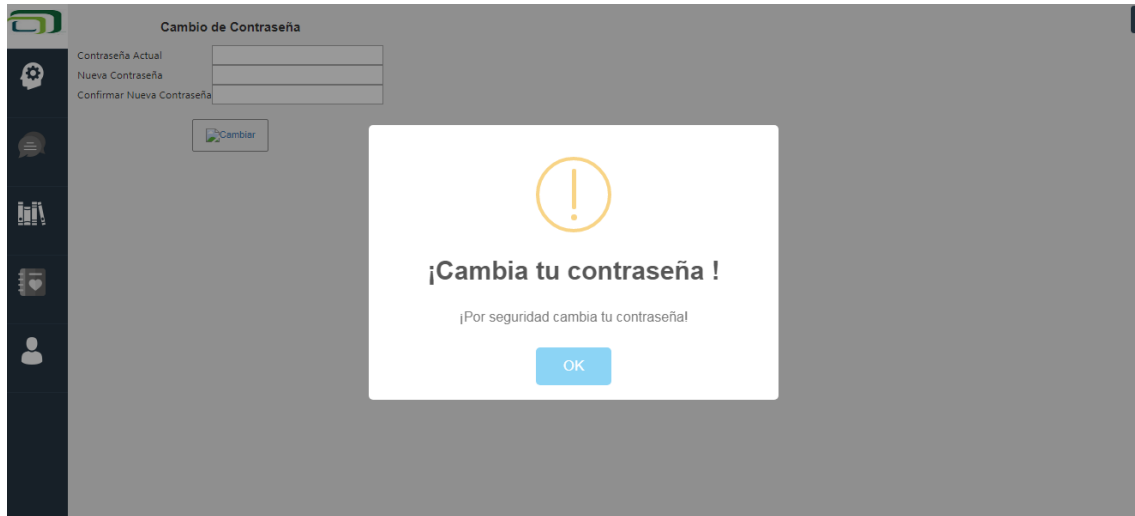 Cambio de Contraseña
Contraseña Actual
Nueva Contraseña
Confirmar Nueva Contraseña
Cambiar
¡Cambia tu contraseña !
¡Por seguridad cambia tu contraseña!
OK